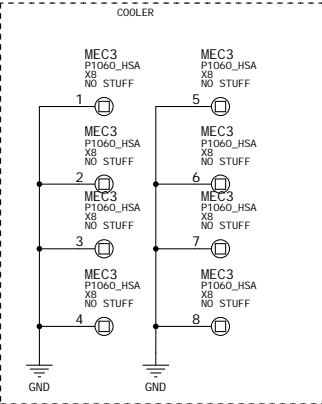 COOLER
MEC3
P1060_HSA
X8
NO STUFF
1
MEC3
P1060_HSA
X8
NO STUFF
5
MEC3
P1060_HSA
X8
NO STUFF
2
MEC3
P1060_HSA
X8
NO STUFF
6
MEC3
P1060_HSA
X8
NO STUFF
3
MEC3
P1060_HSA
X8
NO STUFF
7
MEC3
P1060_HSA
X8
NO STUFF
4
MEC3
P1060_HSA
X8
NO STUFF
8
GND
GND